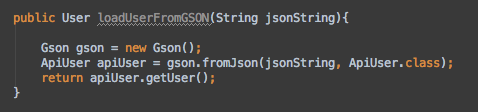 public User loadUserFromGSON(String jsonString){
Gson gson = new Gson();
ApiUser apiUser = gson.fromJson(jsonString, ApiUser.class);
return apiUser.getUser();
}